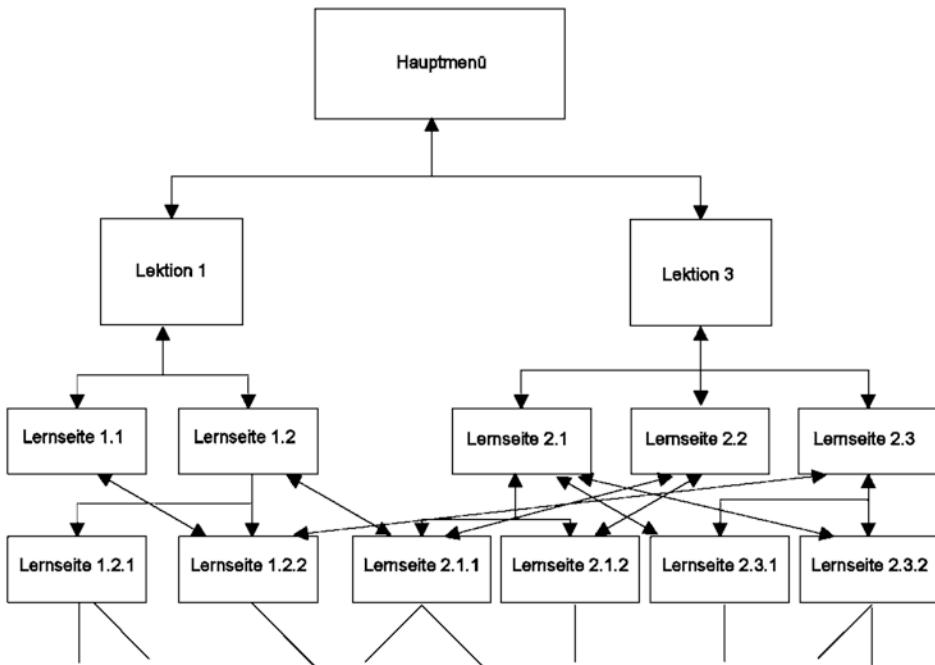 Hauptmenü
Lektion 1
Lektion 3
Lernseite 1.1
Lernseite 1.2
Lernseite 2.1
Lernseite 2.2
Lernseite 2.3
Lernseite 1.2.1
Lernseite 1.2.2
Lernseite 2.1.1
Lernseite 2.1.2
Lernseite 2.3.1
Lernseite 2.3.2